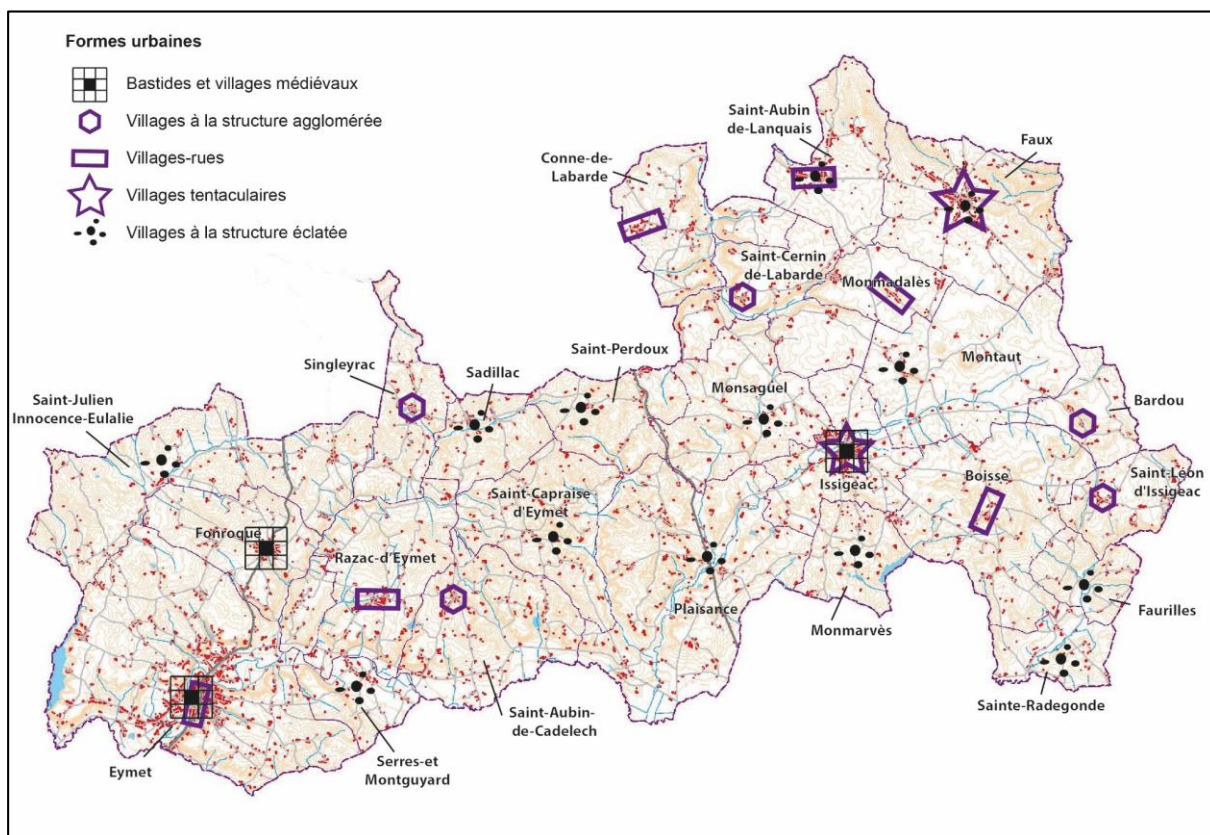 Formes urbaines
Bastides et villages médiévaux
Villages à la structure agglomérée
Villages-rues
Villages tentaculaires
Villages à la structure éclatée
Saint-Aubin
de-Lanquais
Faux
Conne-de-
Labarde
Saint-Cernin
de-Labarde
Monmadalès
Saint-Perdoux
Singleyrac
Sadillac
Monsaguel
Montaut
Bardou
Saint-Julien
Innocence-Eulalie
Issigeac
Boisse
Saint-Léon
d'Issigeac
Saint-Capraise
d'Eymet
Fonroque
Razac-d'Eymet
Plaisance
Monmarvès
Faurilles
Sainte-Radegonde
Saint-Aubin-
de-Cadelech
Serres-et
Montguyard
Eymet